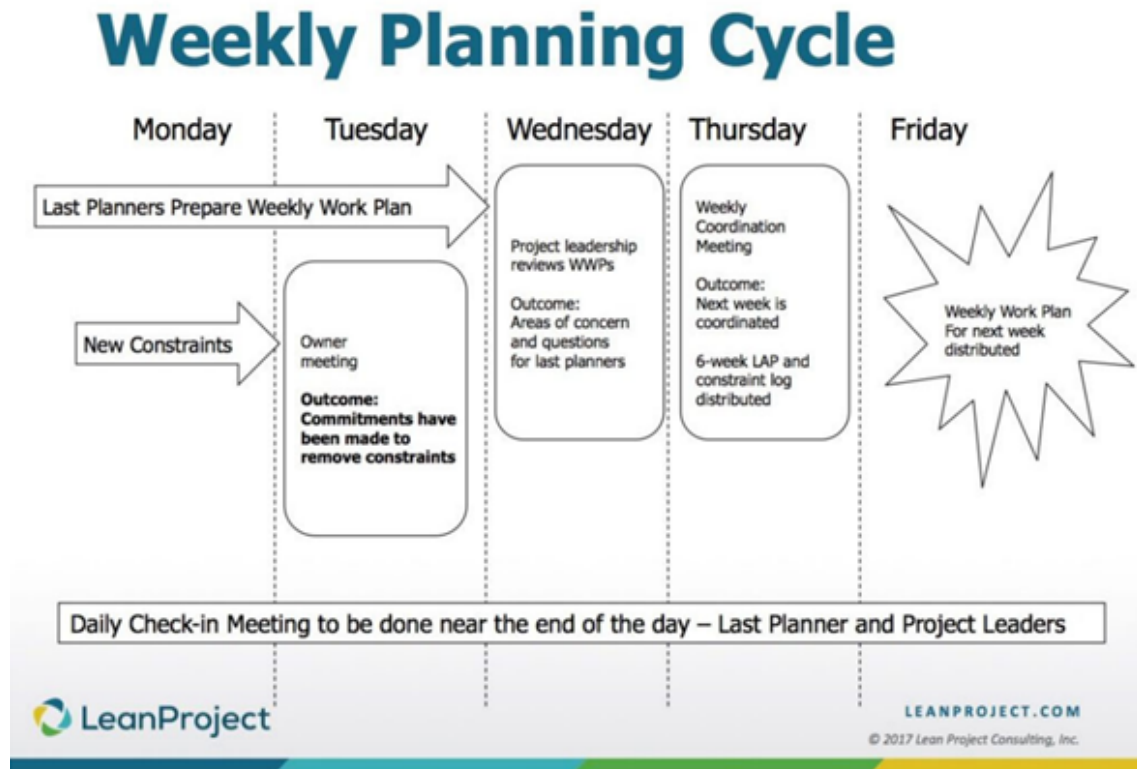 Weekly Planning Cycle
Monday
Tuesday
Wednesday
Thursday
Friday
Last Planners Prepare Weekly Work Plan
New Constraints
Owner
meeting
Outcome:
Commitments have
been made to
remove constraints
Project leadership
reviews WWPs
Outcome:
Areas of concern
and questions
for last planners
Weekly
Coordination
Meeting
Outcome:
Next week is
coordinated
6-week LAP and
constraint log
distributed
Weekly Work Plan
For next week
distributed
Daily Check-in Meeting to be done near the end of the day – Last Planner and Project Leaders
LeanProject
LEANPROJECT.COM
© 2017 Lean Project Consulting, Inc.